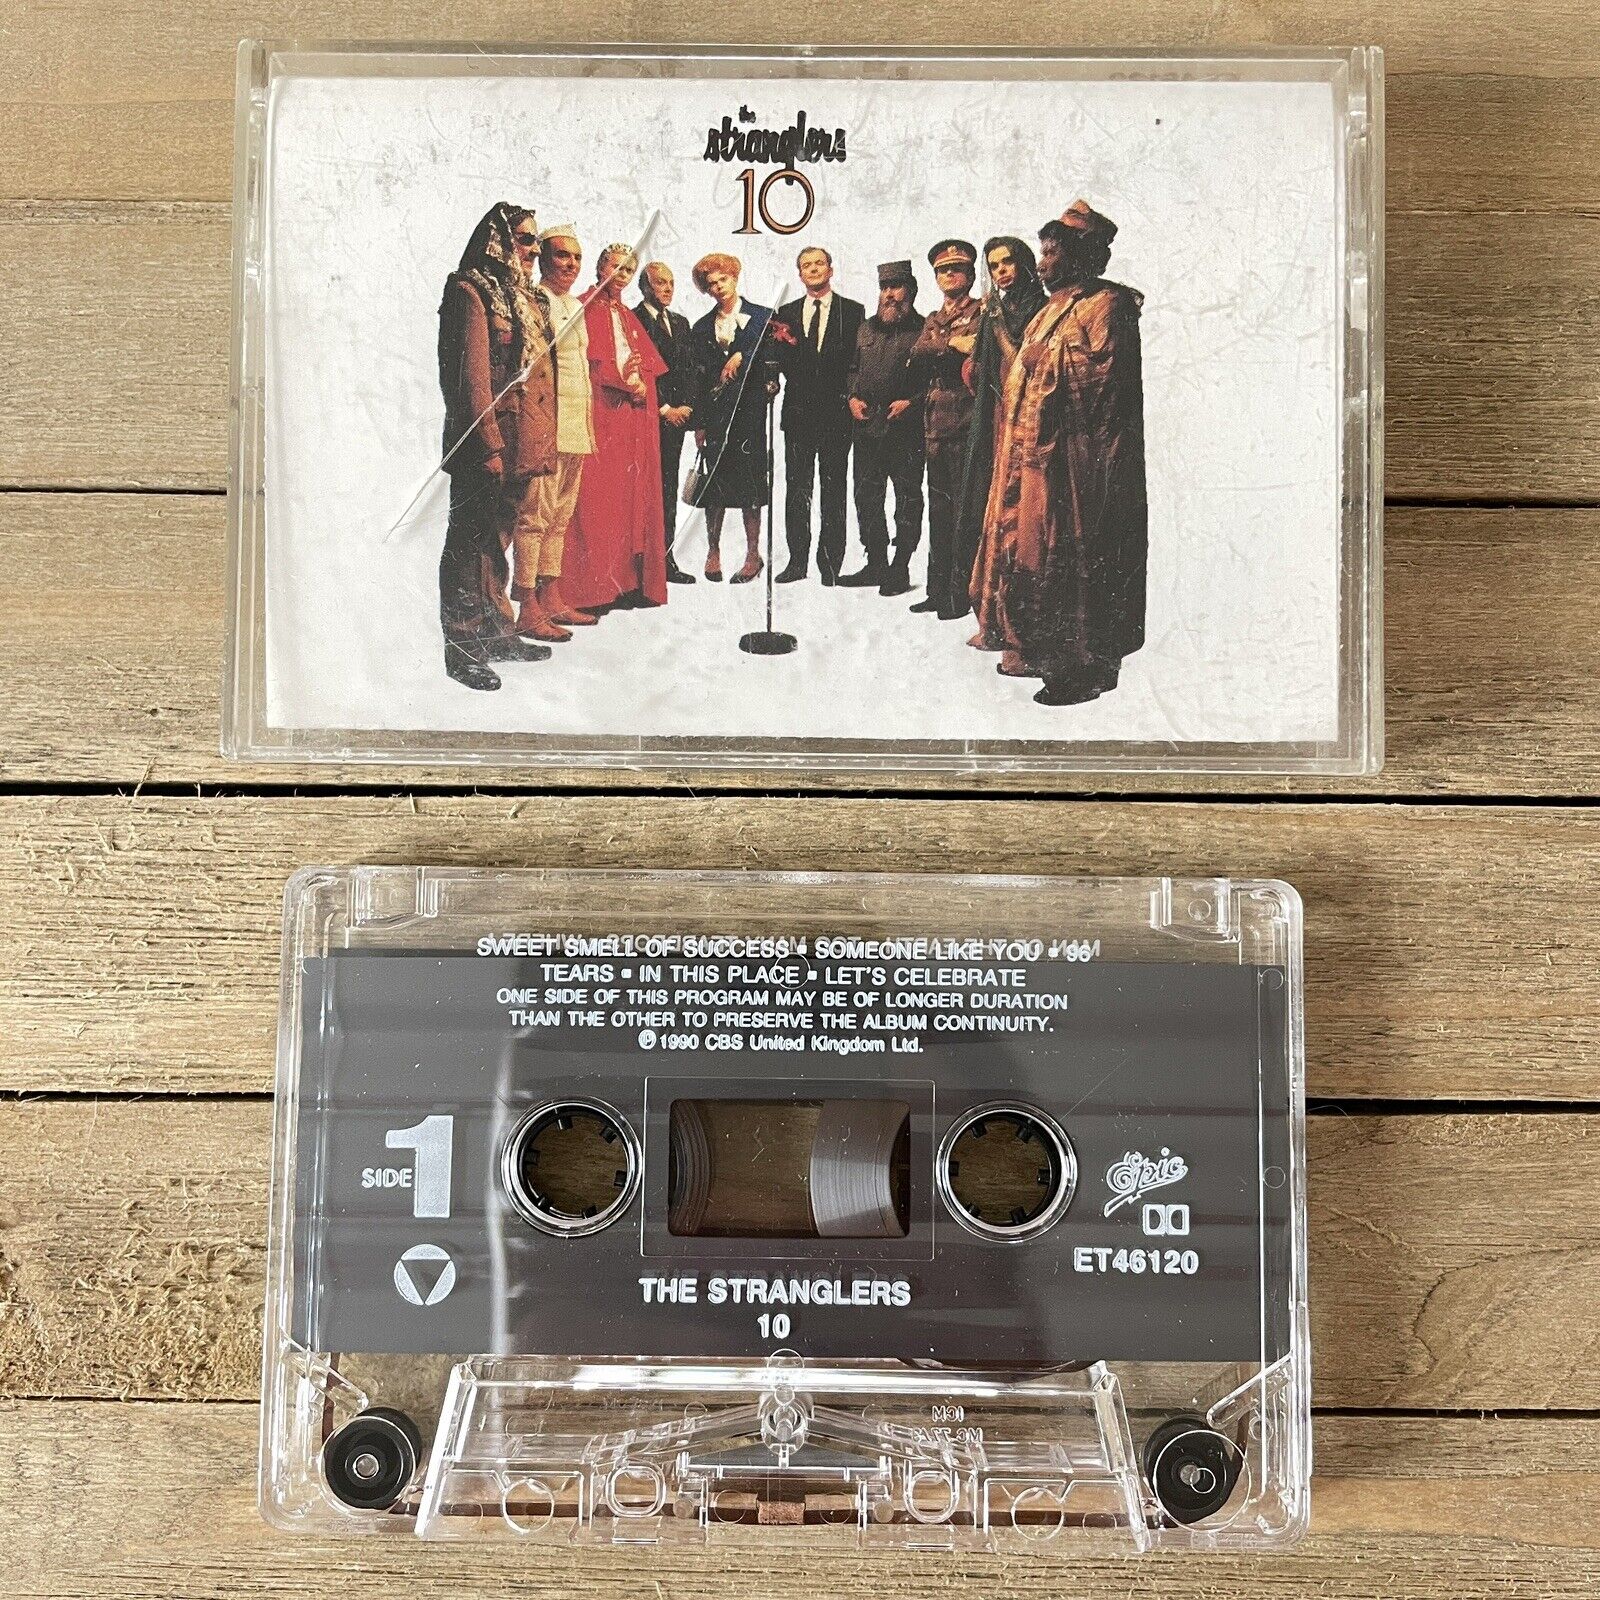 the
stranglers
10
SWEET SMELL OF SUCCESS ▪ SOMEONE LIKE YOU ▪ 96
TEARS ▪ IN THIS PLACE ▪ LET'S CELEBRATE
ONE SIDE OF THIS PROGRAM MAY BE OF LONGER DURATION
THAN THE OTHER TO PRESERVE THE ALBUM CONTINUITY.
℗ 1990 CBS United Kingdom Ltd.
SIDE 1
Epic
ET46120
THE STRANGLERS
10
ICM